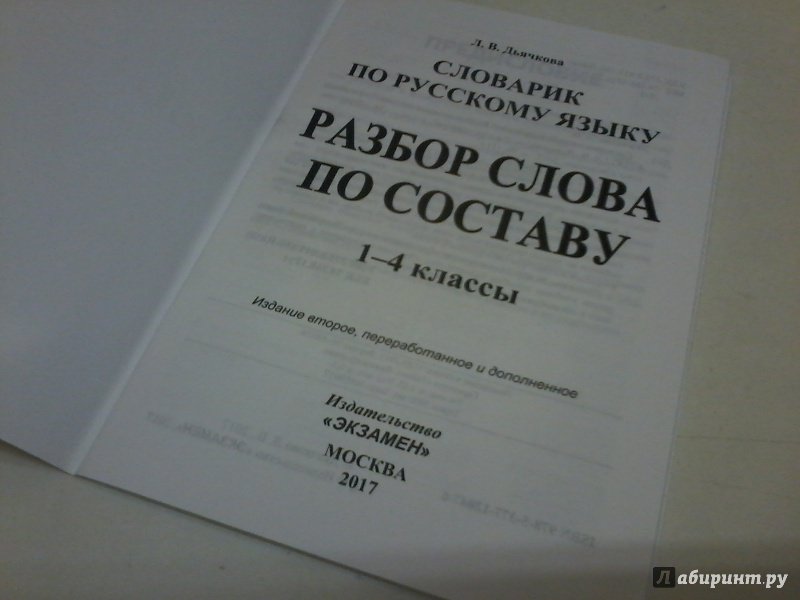 Л. В. Дьячкова
СЛОВАРИК
ПО РУССКОМУ ЯЗЫКУ
РАЗБОР СЛОВА
ПО СОСТАВУ
1–4 классы
Издание второе, переработанное и дополненное
Издательство
«ЭКЗАМЕН»
МОСКВА
2017
Лабиринт.ру